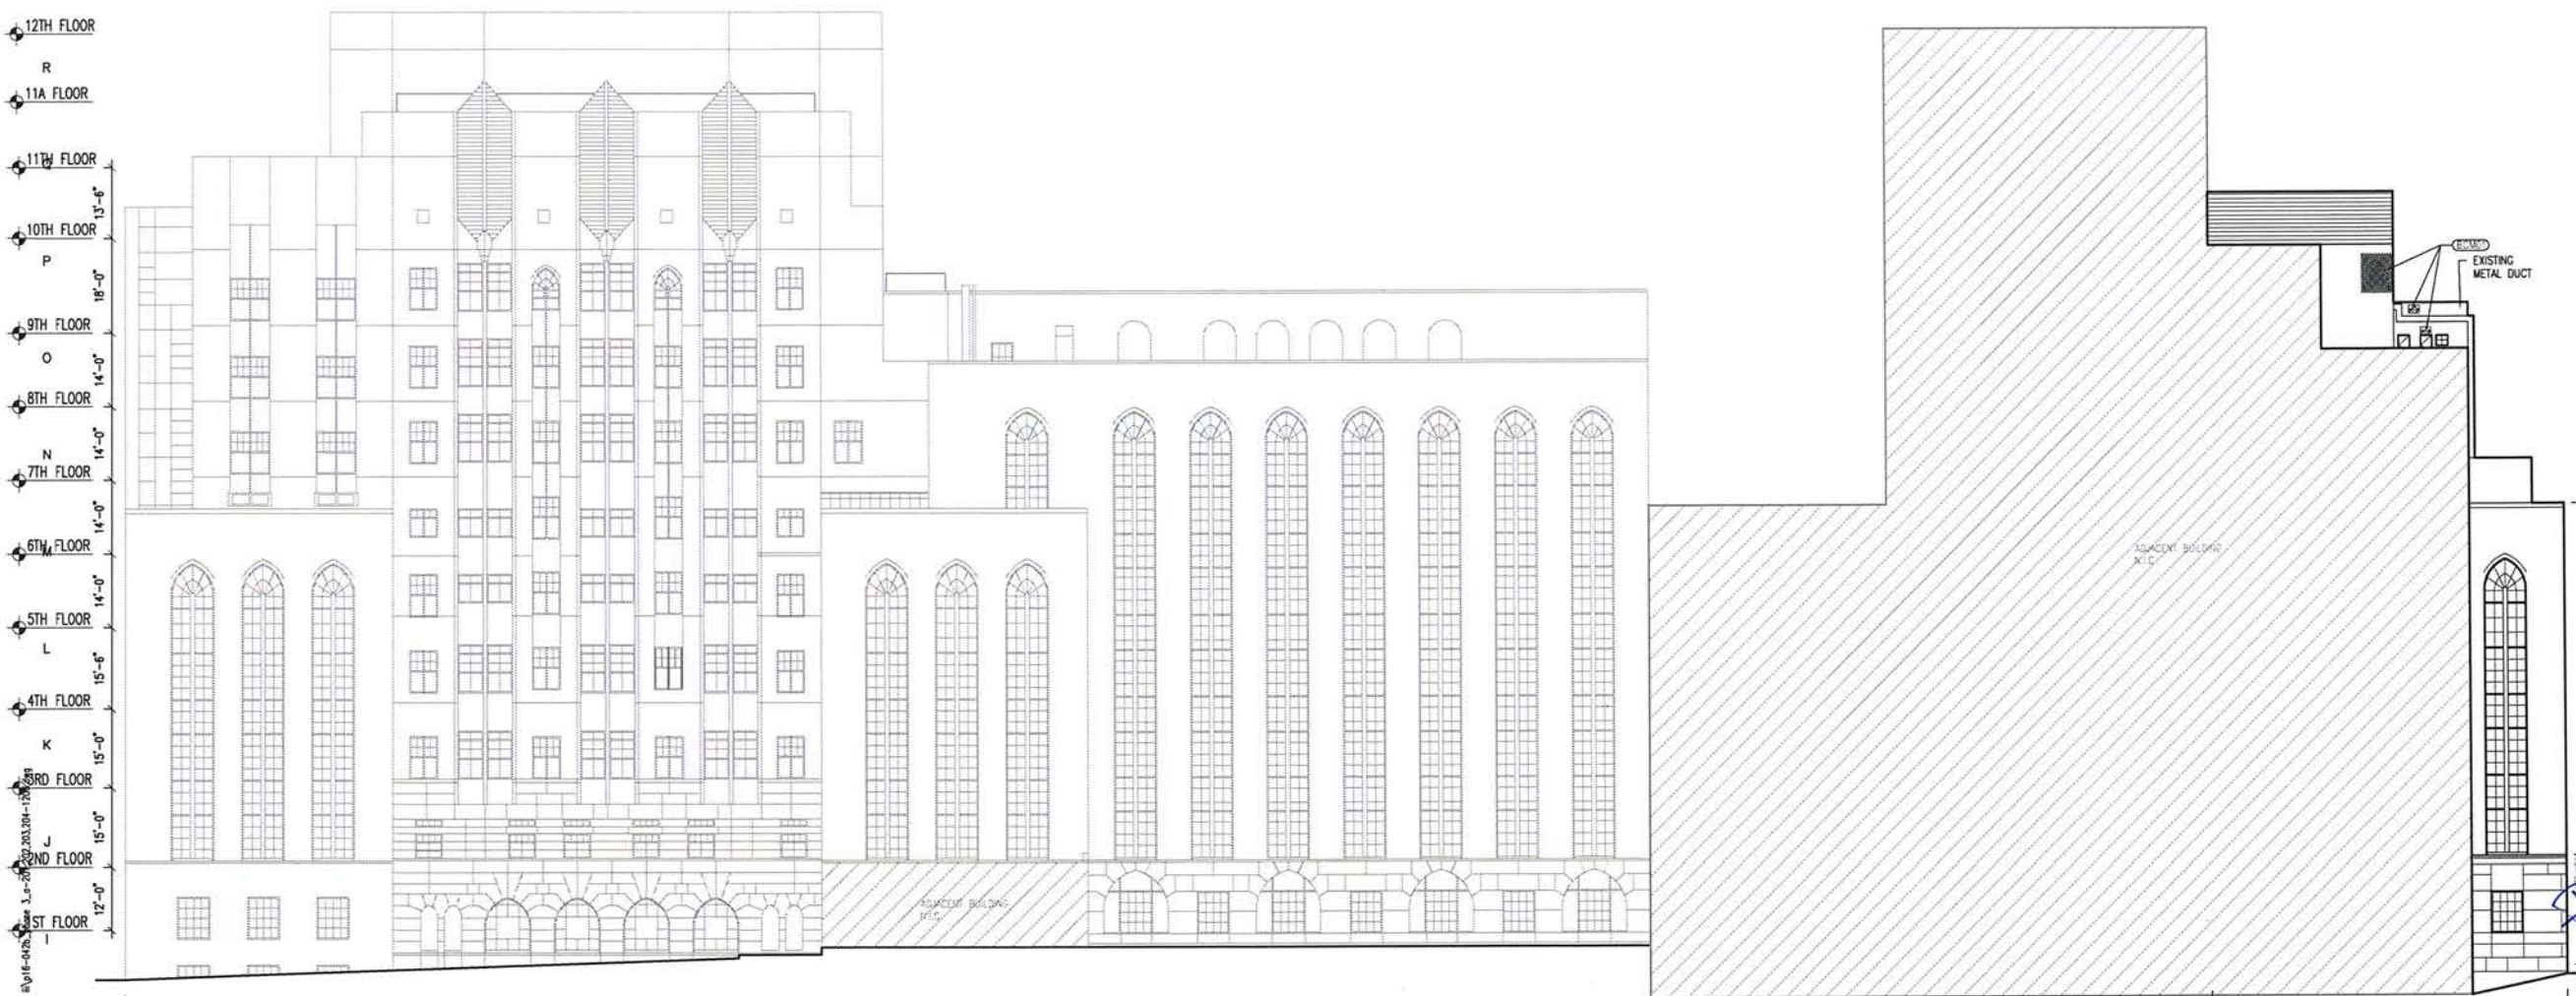 12TH FLOOR
R
11A FLOOR
11TH FLOOR
Q
13'-6"
10TH FLOOR
P
18'-0"
9TH FLOOR
O
14'-0"
8TH FLOOR
N
14'-0"
7TH FLOOR
14'-0"
6TH FLOOR
M
14'-0"
5TH FLOOR
L
15'-6"
4TH FLOOR
K
15'-0"
3RD FLOOR
15'-0"
J
2ND FLOOR
12'-0"
1ST FLOOR
I
ADJACENT BUILDING
N.I.C.
ADJACENT BUILDING
N.I.C.
EXISTING
METAL DUCT